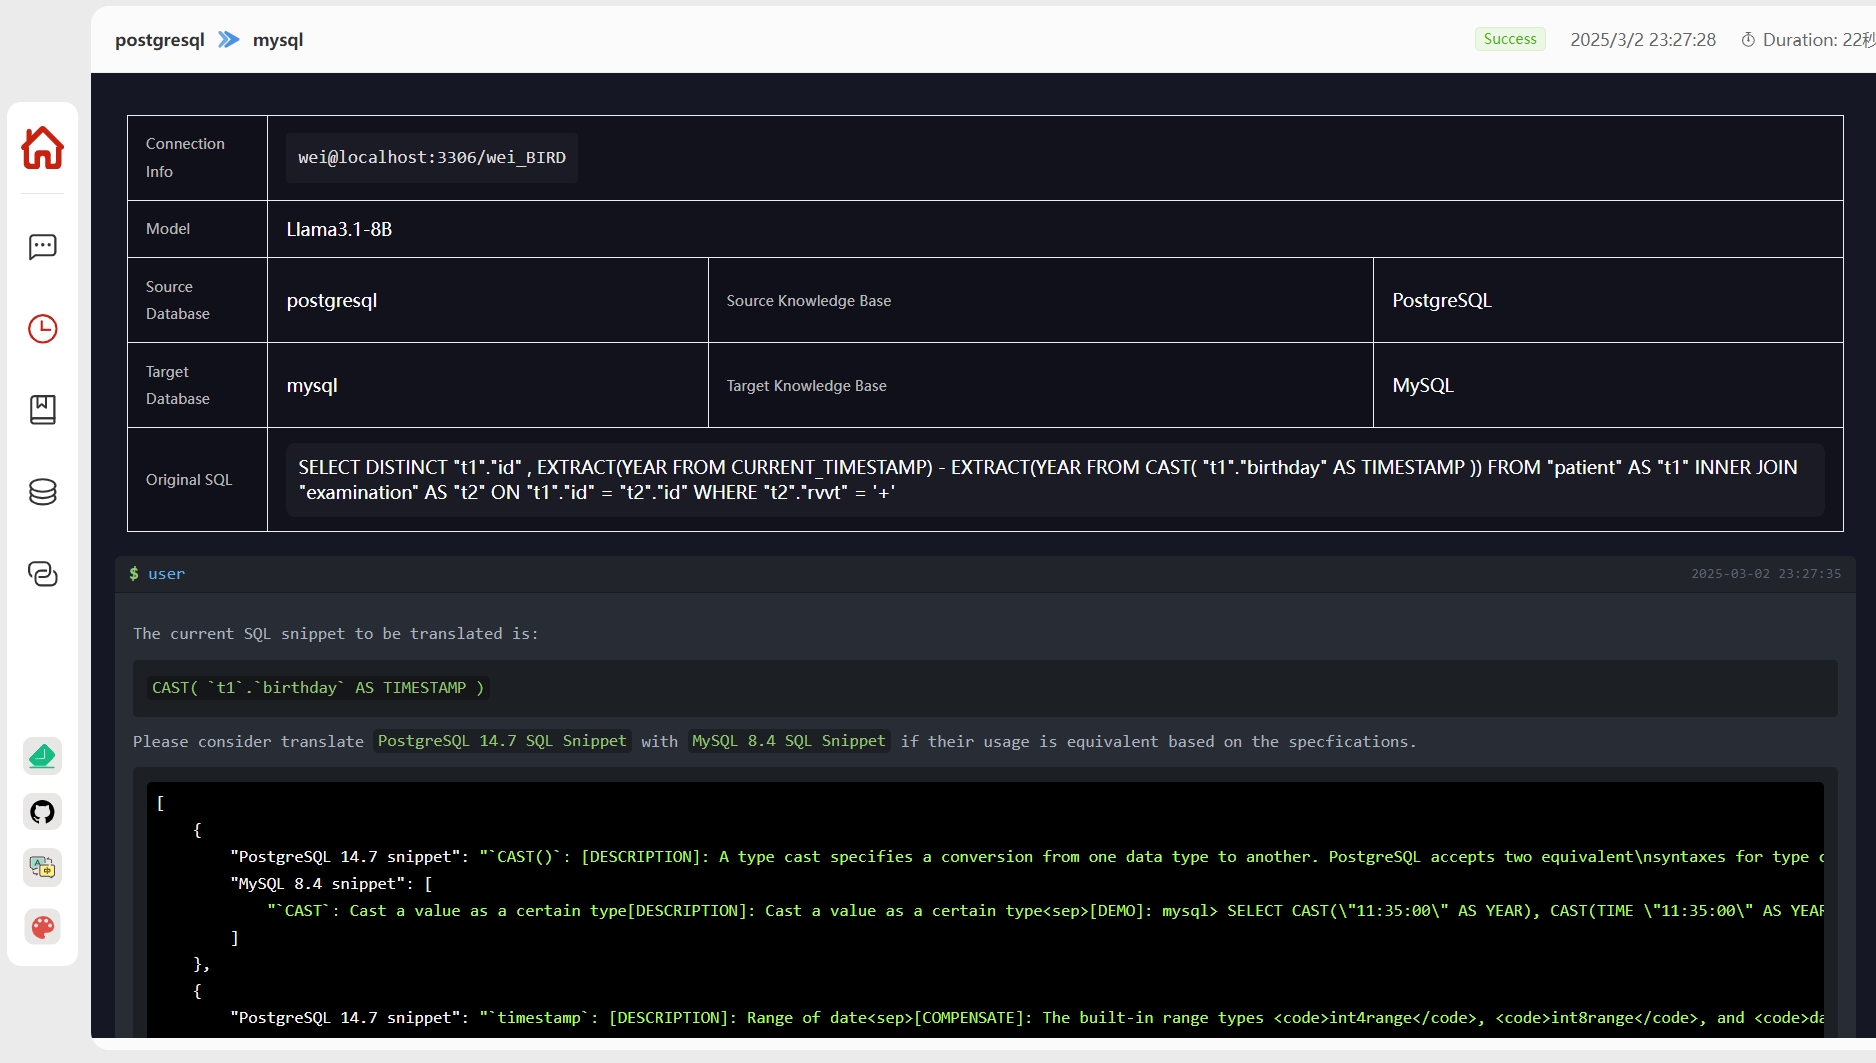 postgresql mysql Success 2025/3/2 23:27:28 Duration: 22秒
Connection
Info
wei@localhost:3306/wei_BIRD
Model Llama3.1-8B
Source
Database
postgresql Source Knowledge Base PostgreSQL
Target
Database
mysql Target Knowledge Base MySQL
Original SQL
SELECT DISTINCT "t1"."id" , EXTRACT(YEAR FROM CURRENT_TIMESTAMP) - EXTRACT(YEAR FROM CAST( "t1"."birthday" AS TIMESTAMP )) FROM "patient" AS "t1" INNER JOIN
"examination" AS "t2" ON "t1"."id" = "t2"."id" WHERE "t2"."rvvt" = '+'
$ user 2025-03-02 23:27:35
The current SQL snippet to be translated is:
CAST( `t1`.`birthday` AS TIMESTAMP )
Please consider translate PostgreSQL 14.7 SQL Snippet with MySQL 8.4 SQL Snippet if their usage is equivalent based on the specfications.
[
{
"PostgreSQL 14.7 snippet": "`CAST()`: [DESCRIPTION]: A type cast specifies a conversion from one data type to another. PostgreSQL accepts two equivalent\nsyntaxes for type
"MySQL 8.4 snippet": [
"`CAST`: Cast a value as a certain type[DESCRIPTION]: Cast a value as a certain type<sep>[DEMO]: mysql> SELECT CAST(\"11:35:00\" AS YEAR), CAST(TIME \"11:35:00\" AS YEAR
]
},
{
"PostgreSQL 14.7 snippet": "`timestamp`: [DESCRIPTION]: Range of date<sep>[COMPENSATE]: The built-in range types <code>int4range</code>, <code>int8range</code>, and <code>da